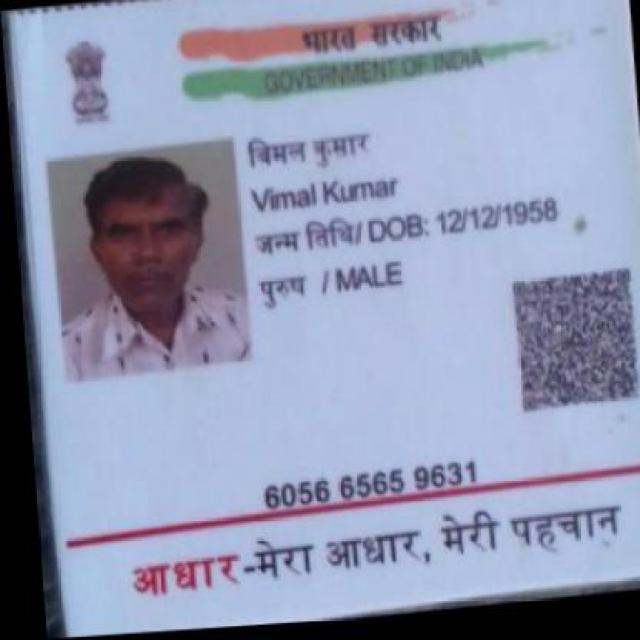 भारत सरकार
GOVERNMENT OF INDIA
बिमल कुमार
Vimal Kumar
जन्म तिथि/ DOB: 12/12/1958
पुरुष / MALE
6056 6565 9631
आधार-मेरा आधार, मेरी पहचान